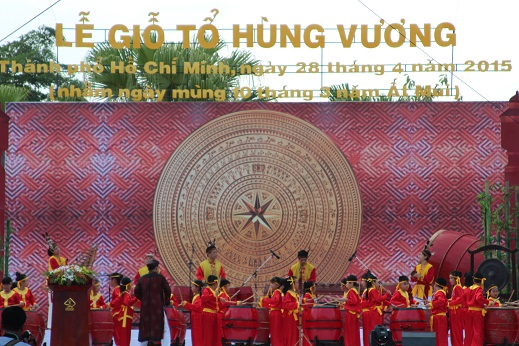 LỄ GIỖ TỔ HÙNG VƯƠNG
Thành phố Hồ Chí Minh, ngày 28 tháng 4 năm 2015
(nhằm ngày mùng 10 tháng 3 năm Ất Mùi)